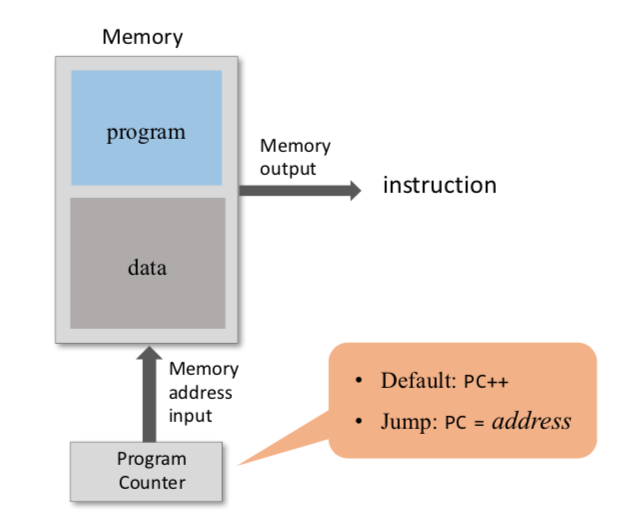 Memory
program
Memory
output
instruction
data
Memory
address
input
• Default: PC++
• Jump: PC = address
Program
Counter